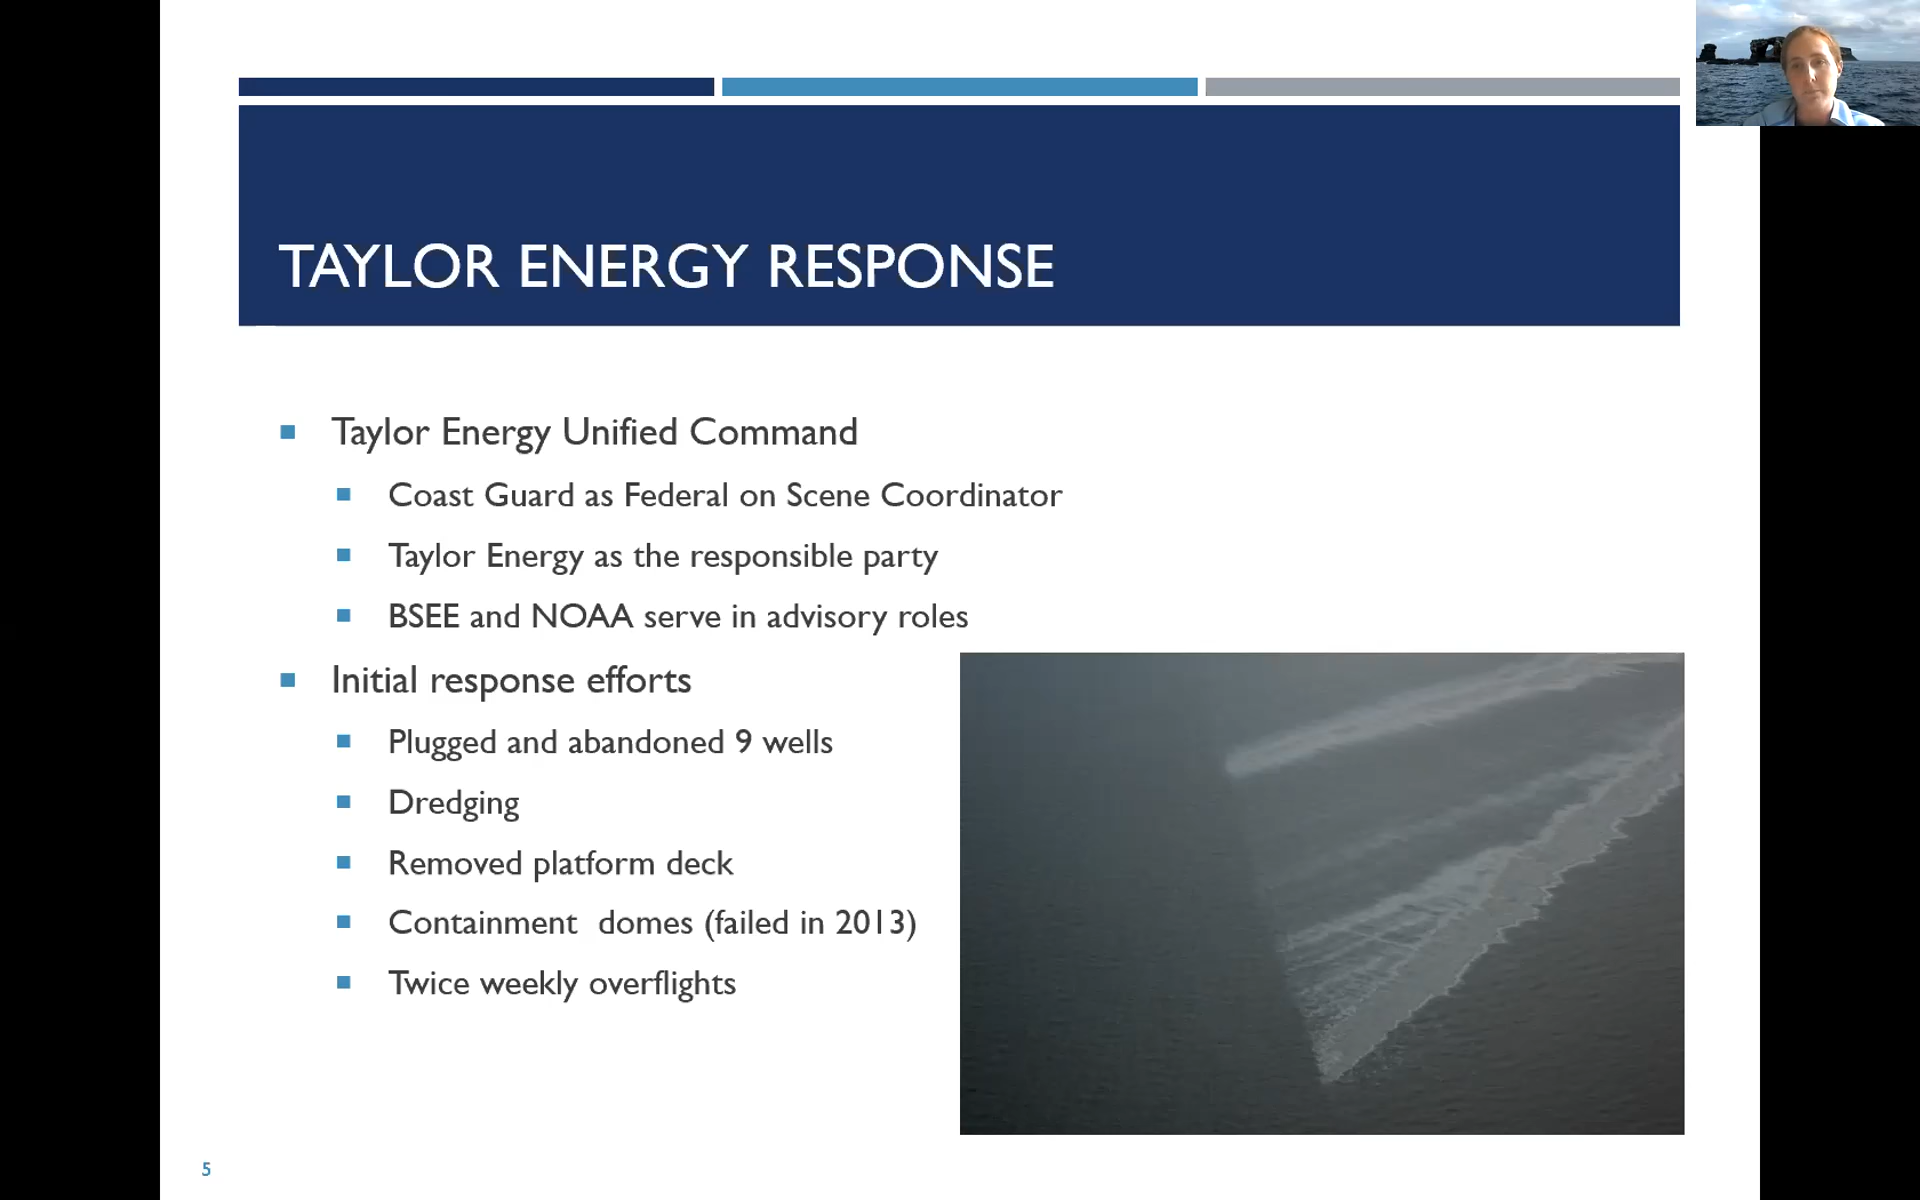 TAYLOR ENERGY RESPONSE
Taylor Energy Unified Command
Coast Guard as Federal on Scene Coordinator
Taylor Energy as the responsible party
BSEE and NOAA serve in advisory roles
Initial response efforts
Plugged and abandoned 9 wells
Dredging
Removed platform deck
Containment  domes (failed in 2013)
Twice weekly overflights
5